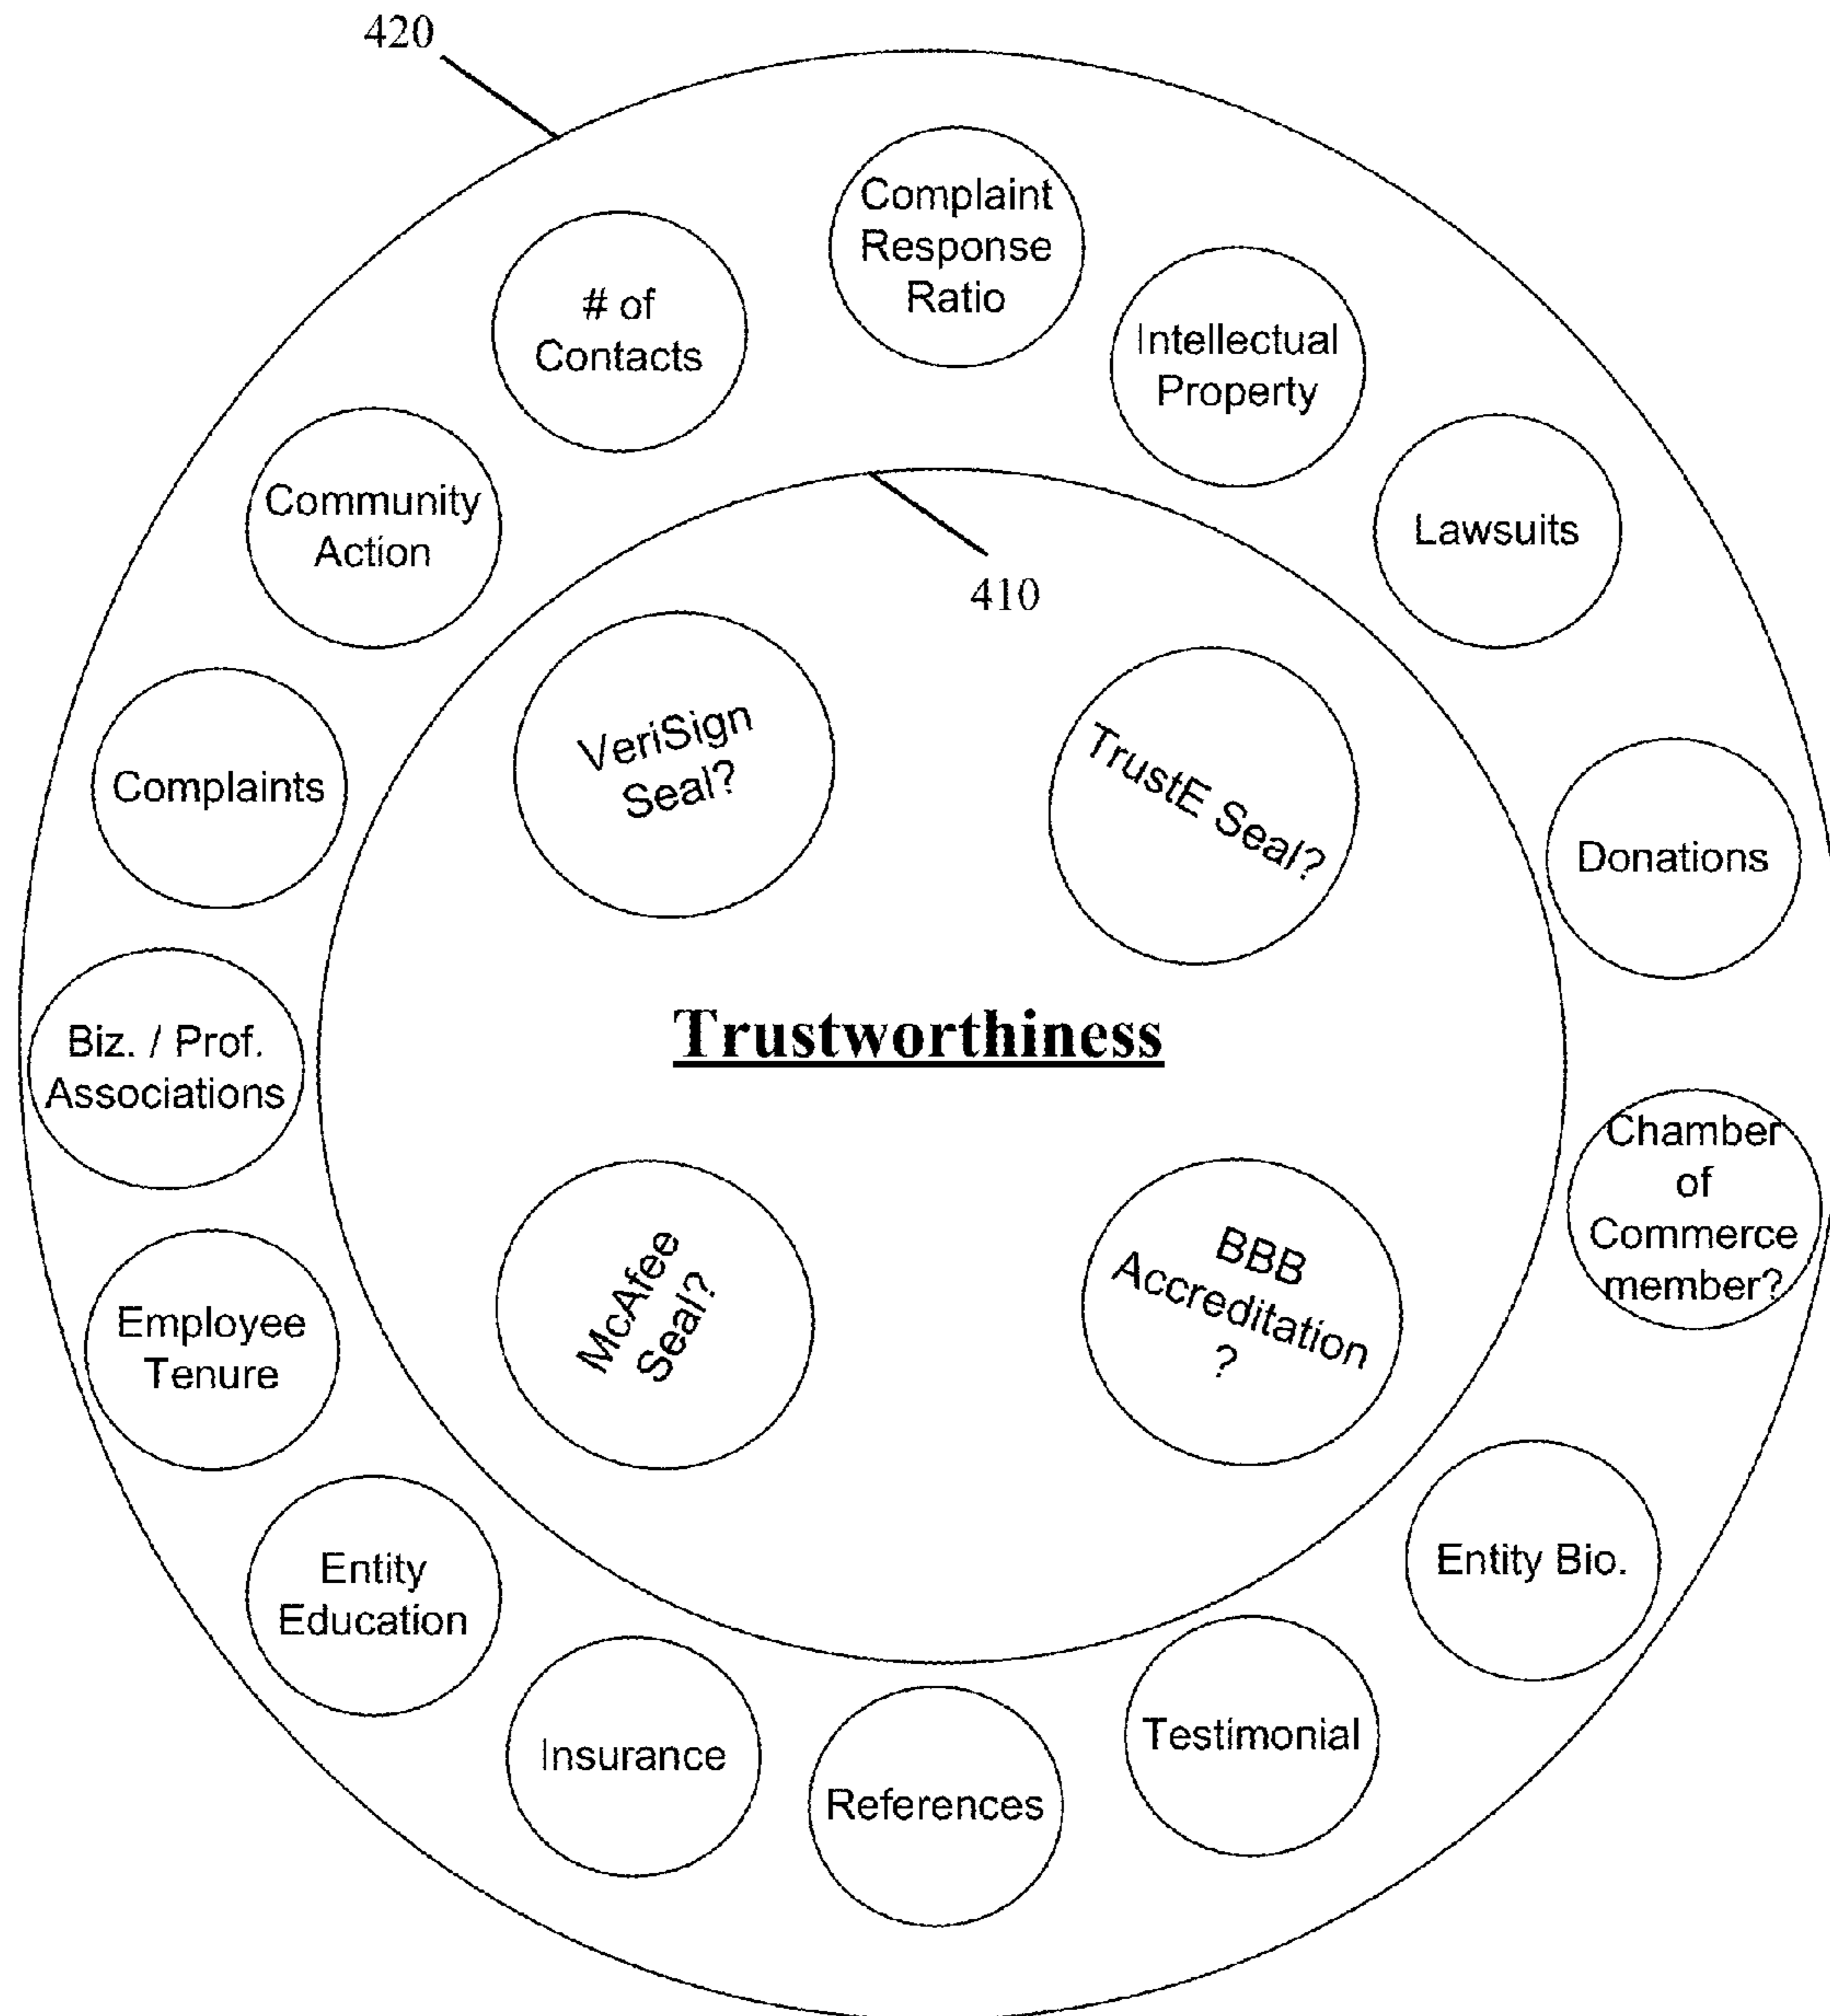 420
Complaint
Response
Ratio
# of
Contacts
Intellectual
Property
Lawsuits
Community
Action
410
VeriSign
Seal?
TrustE Seal?
Complaints
Donations
Trustworthiness
Biz. / Prof.
Associations
Chamber
of
Commerce
member?
McAfee
Seal?
BBB
Accreditation
?
Employee
Tenure
Entity Bio.
Entity
Education
Testimonial
Insurance
References